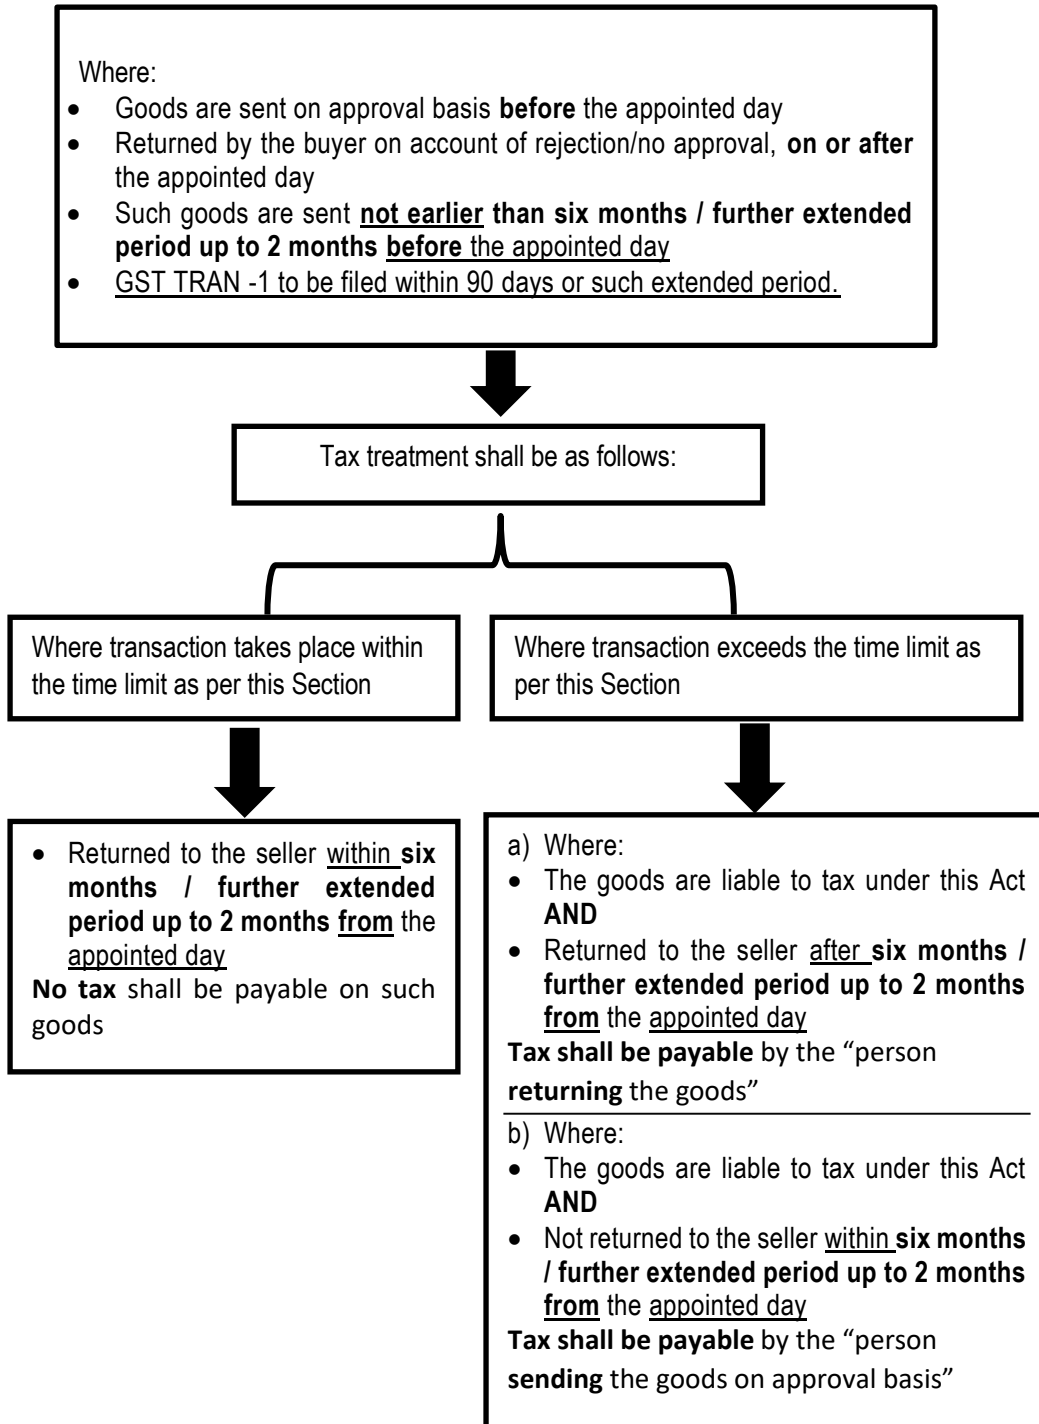 Where:
• Goods are sent on approval basis before the appointed day
• Returned by the buyer on account of rejection/no approval, on or after
the appointed day
• Such goods are sent not earlier than six months / further extended
period up to 2 months before the appointed day
• GST TRAN -1 to be filed within 90 days or such extended period.
Tax treatment shall be as follows:
Where transaction takes place within
the time limit as per this Section
Where transaction exceeds the time limit as
per this Section
• Returned to the seller within six
months / further extended
period up to 2 months from the
appointed day
No tax shall be payable on such
goods
a) Where:
• The goods are liable to tax under this Act
AND
• Returned to the seller after six months /
further extended period up to 2 months
from the appointed day
Tax shall be payable by the “person
returning the goods”
b) Where:
• The goods are liable to tax under this Act
AND
• Not returned to the seller within six months
/ further extended period up to 2 months
from the appointed day
Tax shall be payable by the “person
sending the goods on approval basis”